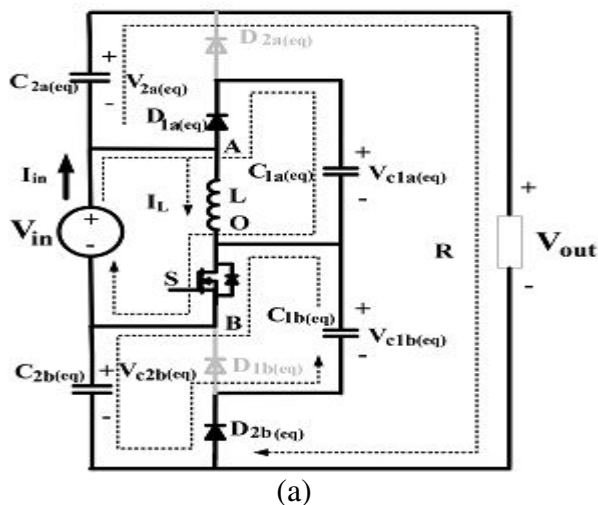 +
D2a(eq)
C2a(eq)
V2a(eq)
-
D1a(eq)
A
+
Iin
C1a(eq)
Vc1a(eq)
+
Vin
+
-
IL
L
-
O
R
Vout
S
+
-
C1b(eq)
Vc1b(eq)
B
C2b(eq)
+
Vc2b(eq)
D1b(eq)
-
-
D2b(eq)
(a)